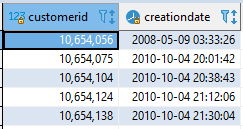 123 customerid creationdate
10,654,056 2008-05-09 03:33:26
10,654,075 2010-10-04 20:01:42
10,654,104 2010-10-04 20:38:43
10,654,124 2010-10-04 21:12:06
10,654,138 2010-10-04 21:30:04